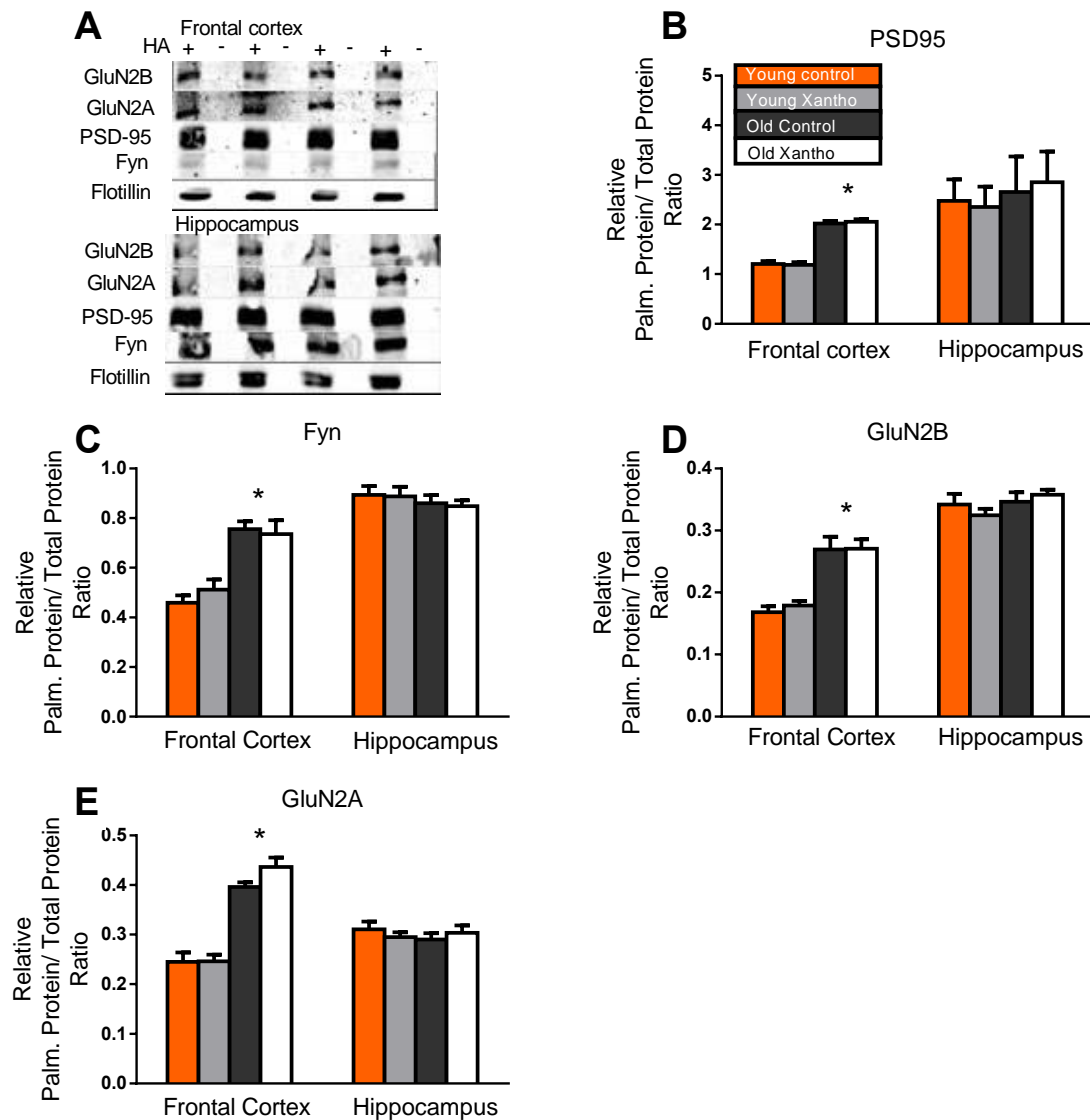 A
Frontal cortex
HA + - + - + - + -
GluN2B
GluN2A
PSD-95
Fyn
Flotillin
Hippocampus
GluN2B
GluN2A
PSD-95
Fyn
Flotillin
B
PSD95
Relative
Palm. Protein/ Total Protein
Ratio
5
4
3
2
1
0
Young control
Young Xantho
Old Control
Old Xantho
*
Frontal cortex Hippocampus
C
Fyn
Relative
Palm. Protein/ Total Protein
Ratio
1.0
0.8
0.6
0.4
0.2
0.0
*
Frontal Cortex Hippocampus
D
GluN2B
Relative
Palm. Protein/ Total Protein
Ratio
0.4
0.3
0.2
0.1
0.0
*
Frontal Cortex Hippocampus
E
GluN2A
Relative
Palm. Protein/ Total Protein
Ratio
0.5
0.4
0.3
0.2
0.1
0.0
*
Frontal Cortex Hippocampus